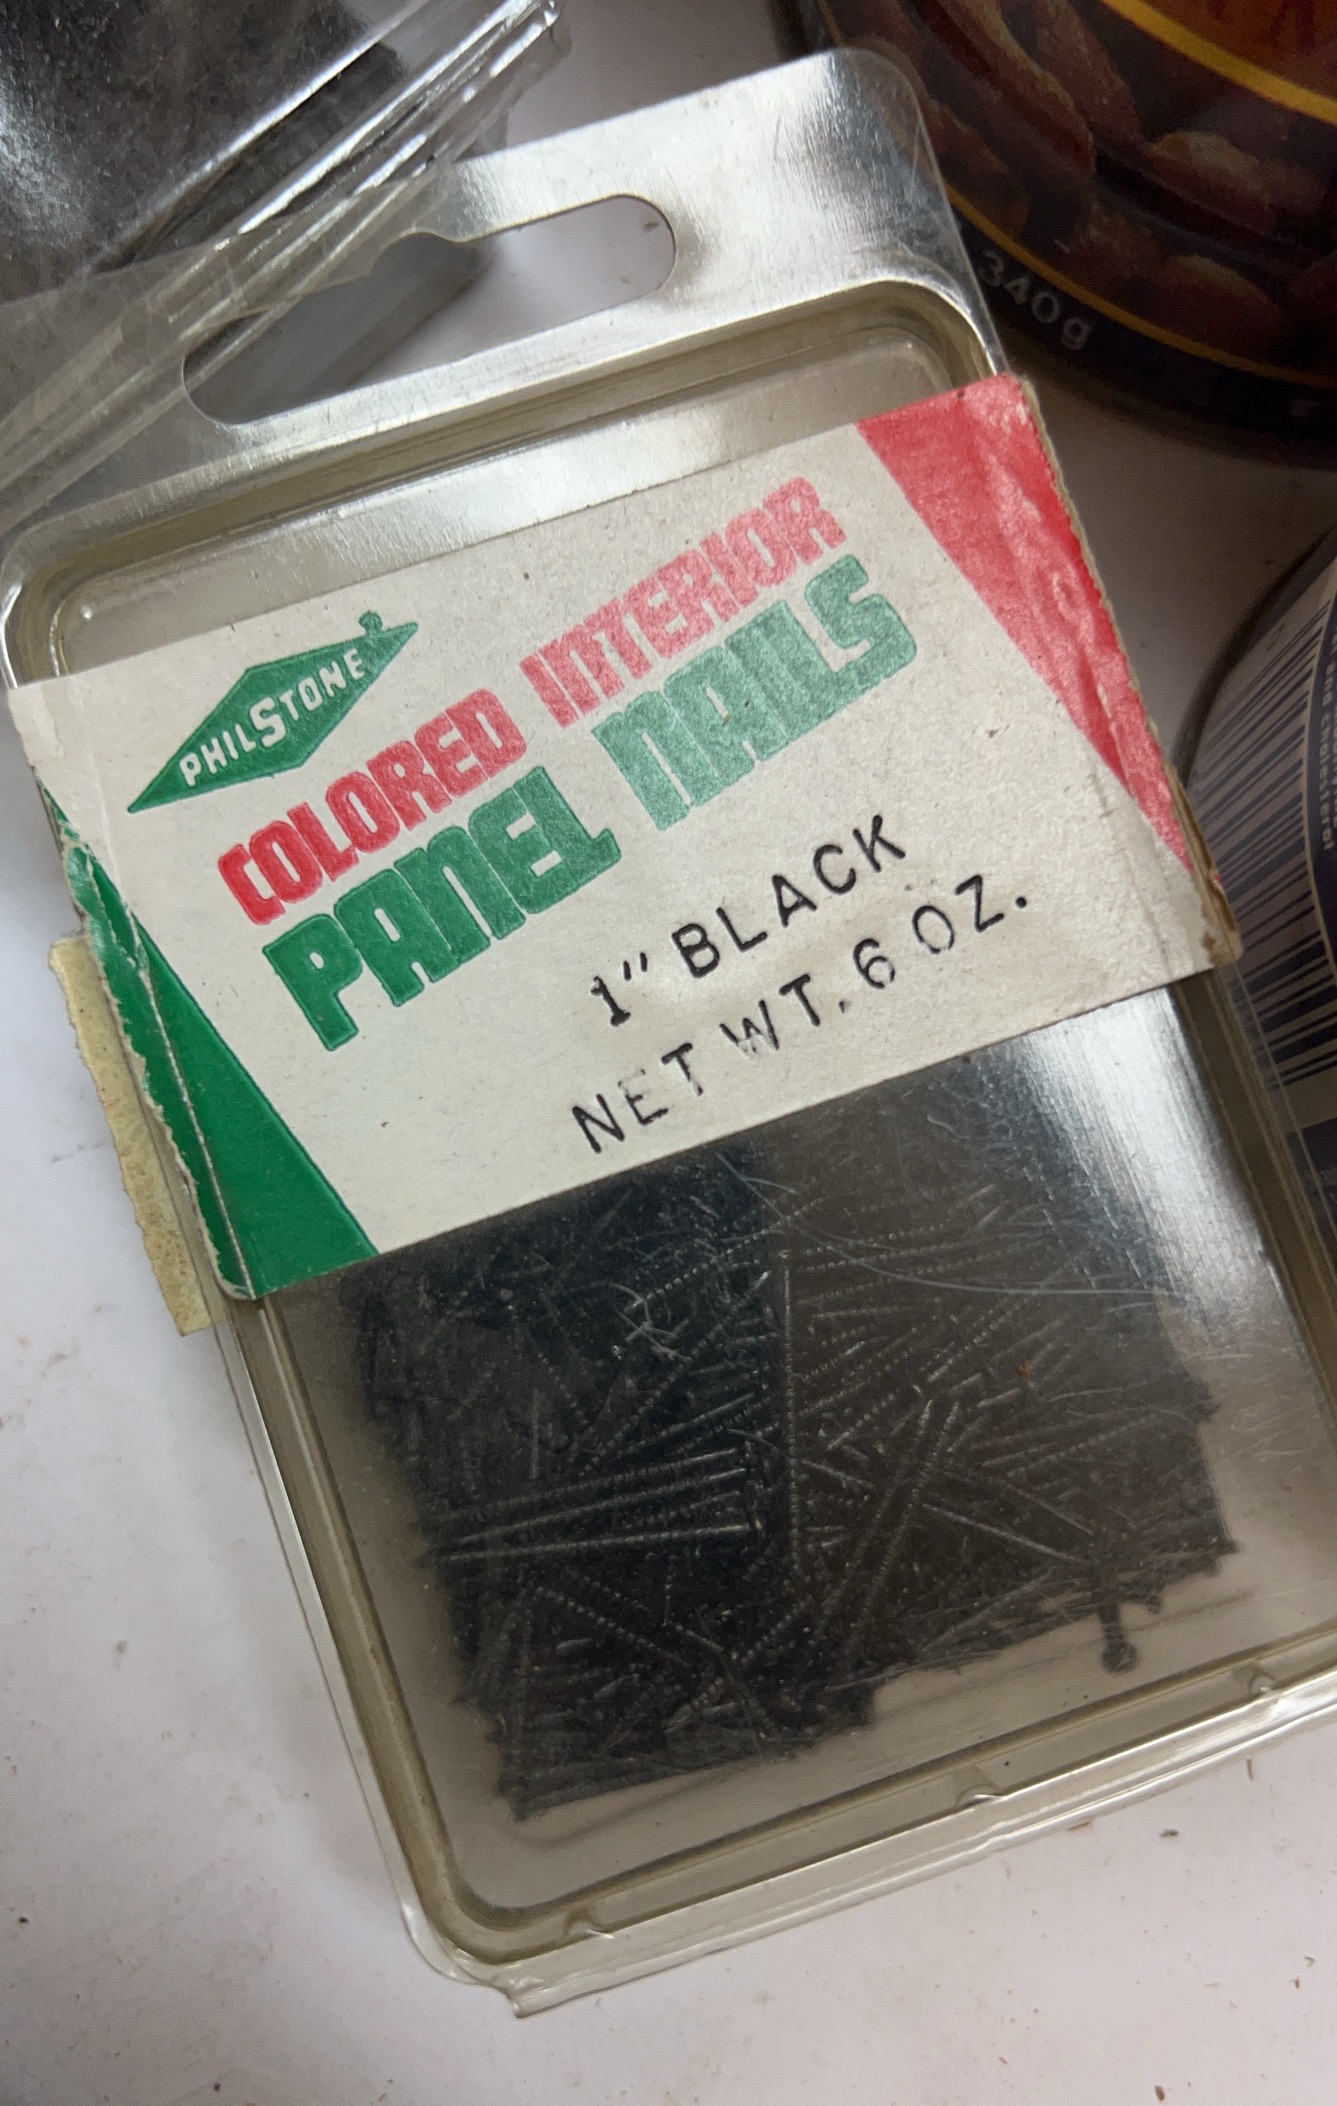 PHILSTONE
COLORED INTERIOR
PANEL NAILS
1" BLACK
NET WT. 6 OZ.
340g